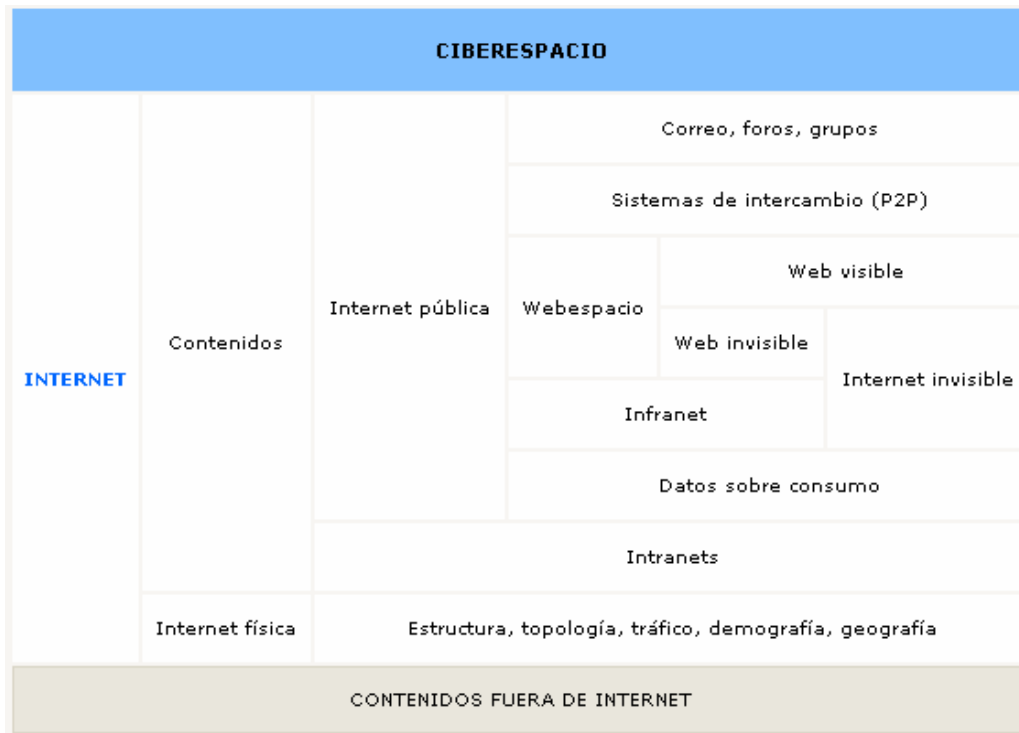 CIBERESPACIO
INTERNET
Contenidos
Internet pública
Correo, foros, grupos
Sistemas de intercambio (P2P)
Webespacio
Web visible
Web invisible
Internet invisible
Infranet
Datos sobre consumo
Intranets
Internet física
Estructura, topología, tráfico, demografía, geografía
CONTENIDOS FUERA DE INTERNET